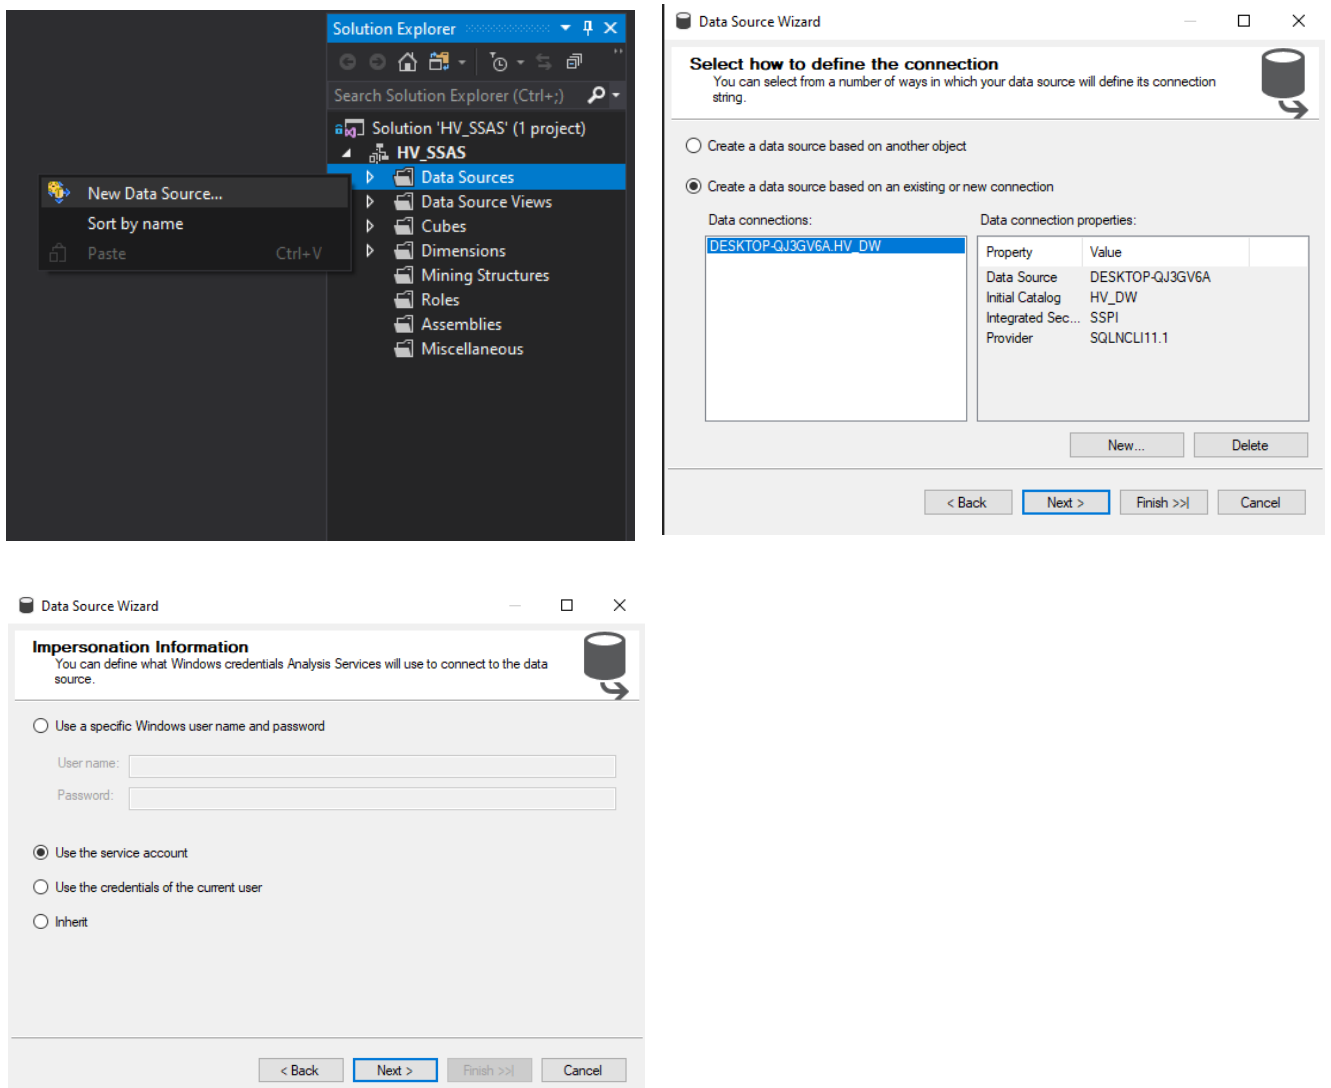 Solution Explorer
Search Solution Explorer (Ctrl+;)
Solution 'HV_SSAS' (1 project)
HV_SSAS
Data Sources
Data Source Views
Cubes
Dimensions
Mining Structures
Roles
Assemblies
Miscellaneous
New Data Source...
Sort by name
Paste Ctrl+V
Data Source Wizard
Select how to define the connection
You can select from a number of ways in which your data source will define its connection
string.
Create a data source based on another object
Create a data source based on an existing or new connection
Data connections:
DESKTOP-QJ3GV6A.HV_DW
Data connection properties:
Property Value
Data Source DESKTOP-QJ3GV6A
Initial Catalog HV_DW
Integrated Sec... SSPI
Provider SQLNCLI11.1
New... Delete
< Back Next > Finish >>| Cancel
Data Source Wizard
Impersonation Information
You can define what Windows credentials Analysis Services will use to connect to the data
source.
Use a specific Windows user name and password
User name:
Password:
Use the service account
Use the credentials of the current user
Inherit
< Back Next > Finish >>| Cancel